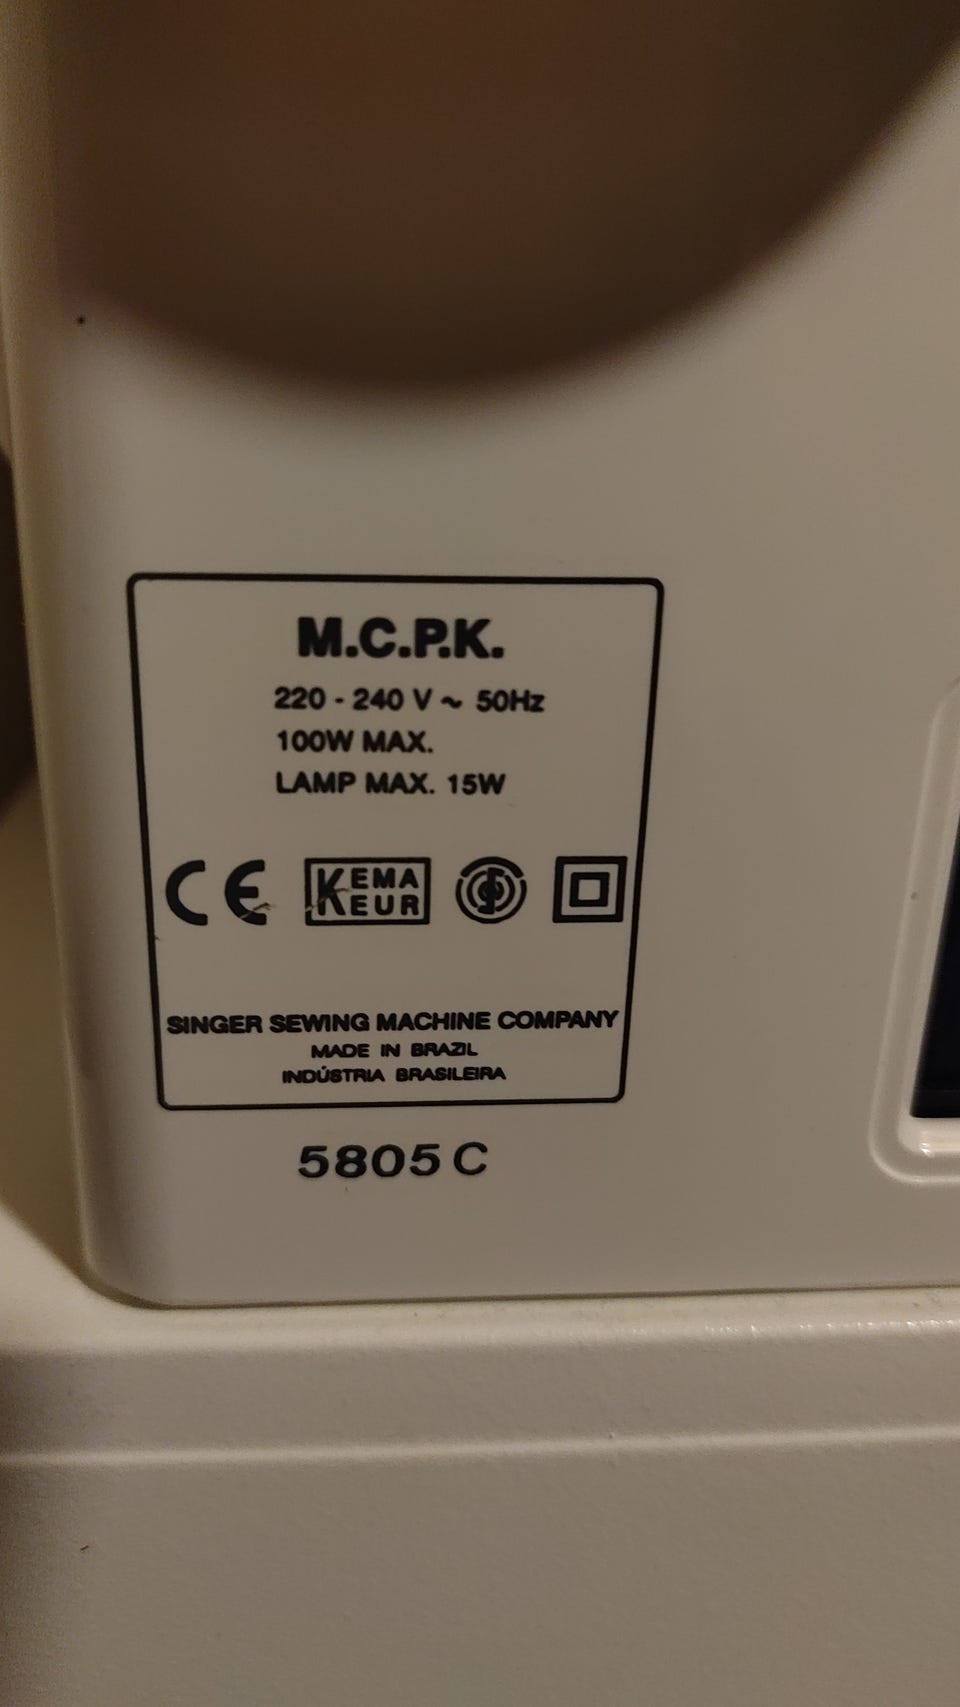 M.C.P.K.
220 - 240 V ~ 50Hz
100W MAX.
LAMP MAX. 15W
CE KEMA KEUR
SINGER SEWING MACHINE COMPANY
MADE IN BRAZIL
INDÚSTRIA BRASILEIRA
5805 C